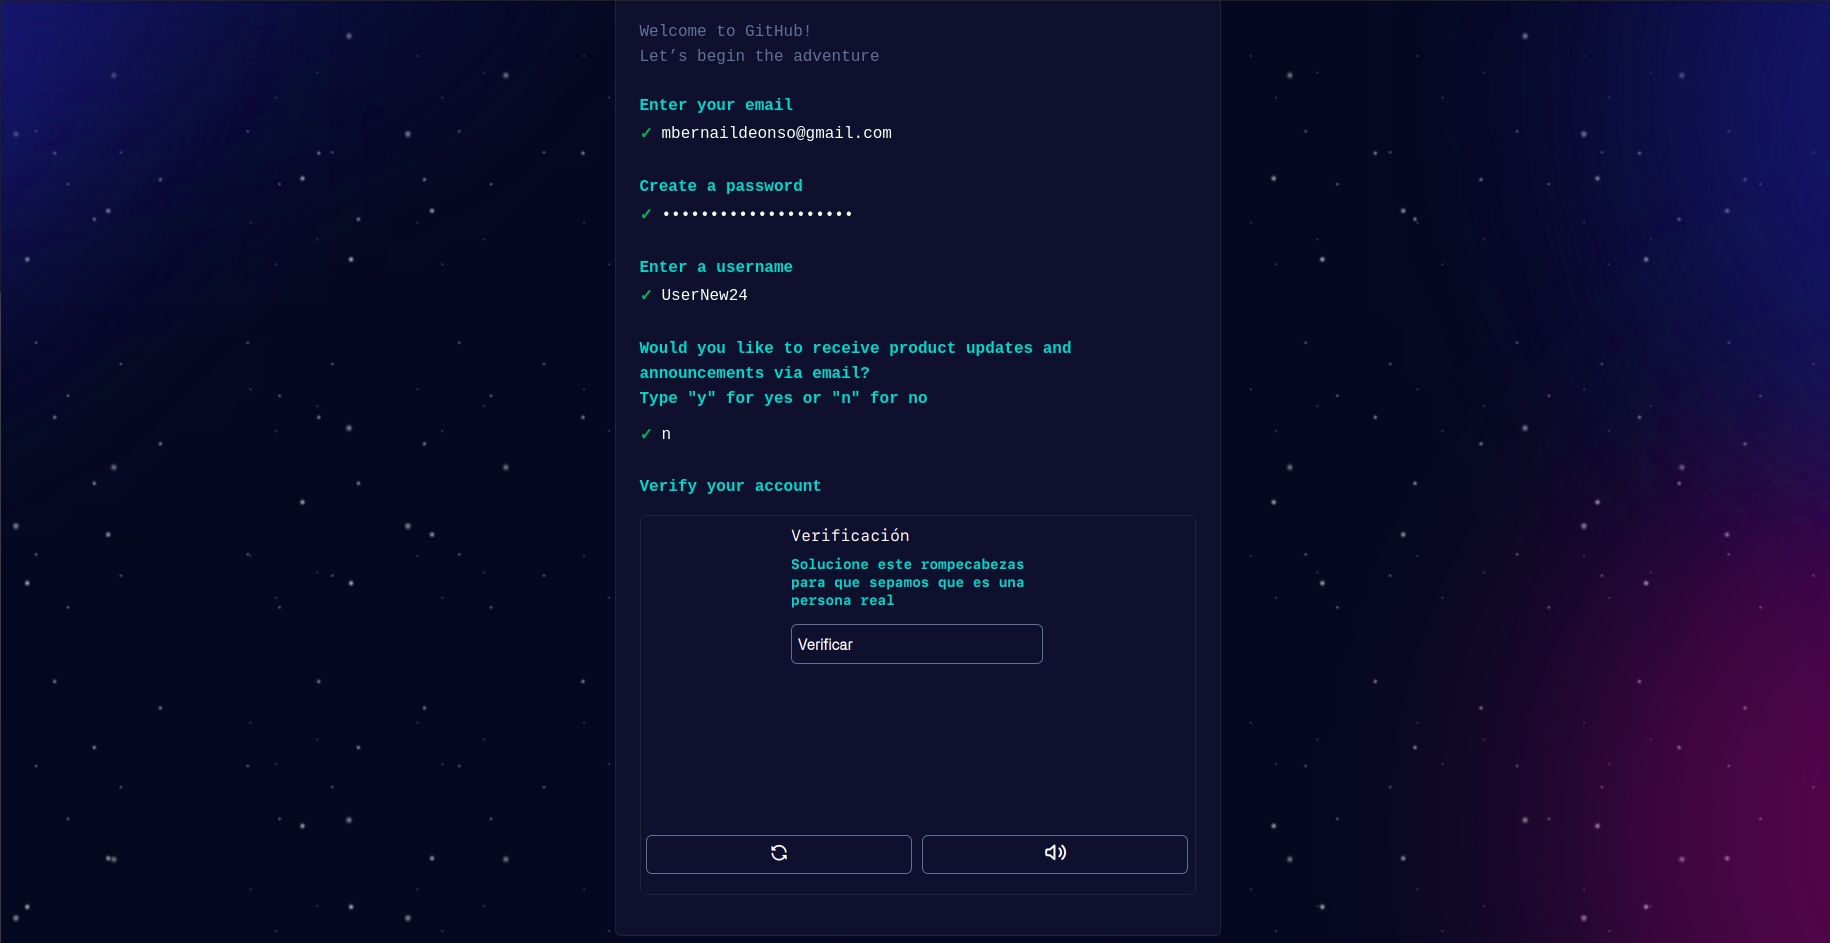 Welcome to GitHub!
Let’s begin the adventure
Enter your email
✓ mbernaildeonso@gmail.com
Create a password
✓ ••••••••••••••••••••
Enter a username
✓ UserNew24
Would you like to receive product updates and
announcements via email?
Type "y" for yes or "n" for no
✓ n
Verify your account
Verificación
Solucione este rompecabezas
para que sepamos que es una
persona real
Verificar